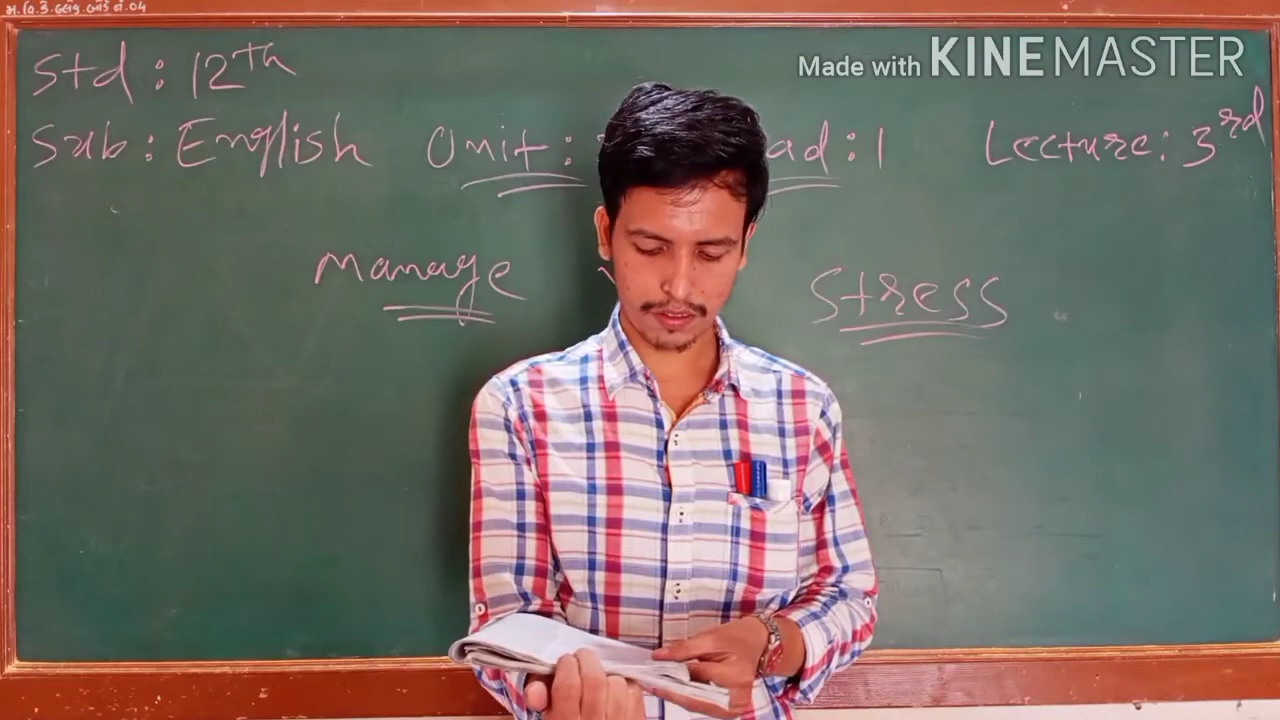 Made with KINEMASTER
Std : 12th
Sub : English Unit : ad : 1 Lecture : 3rd
Manage Stress